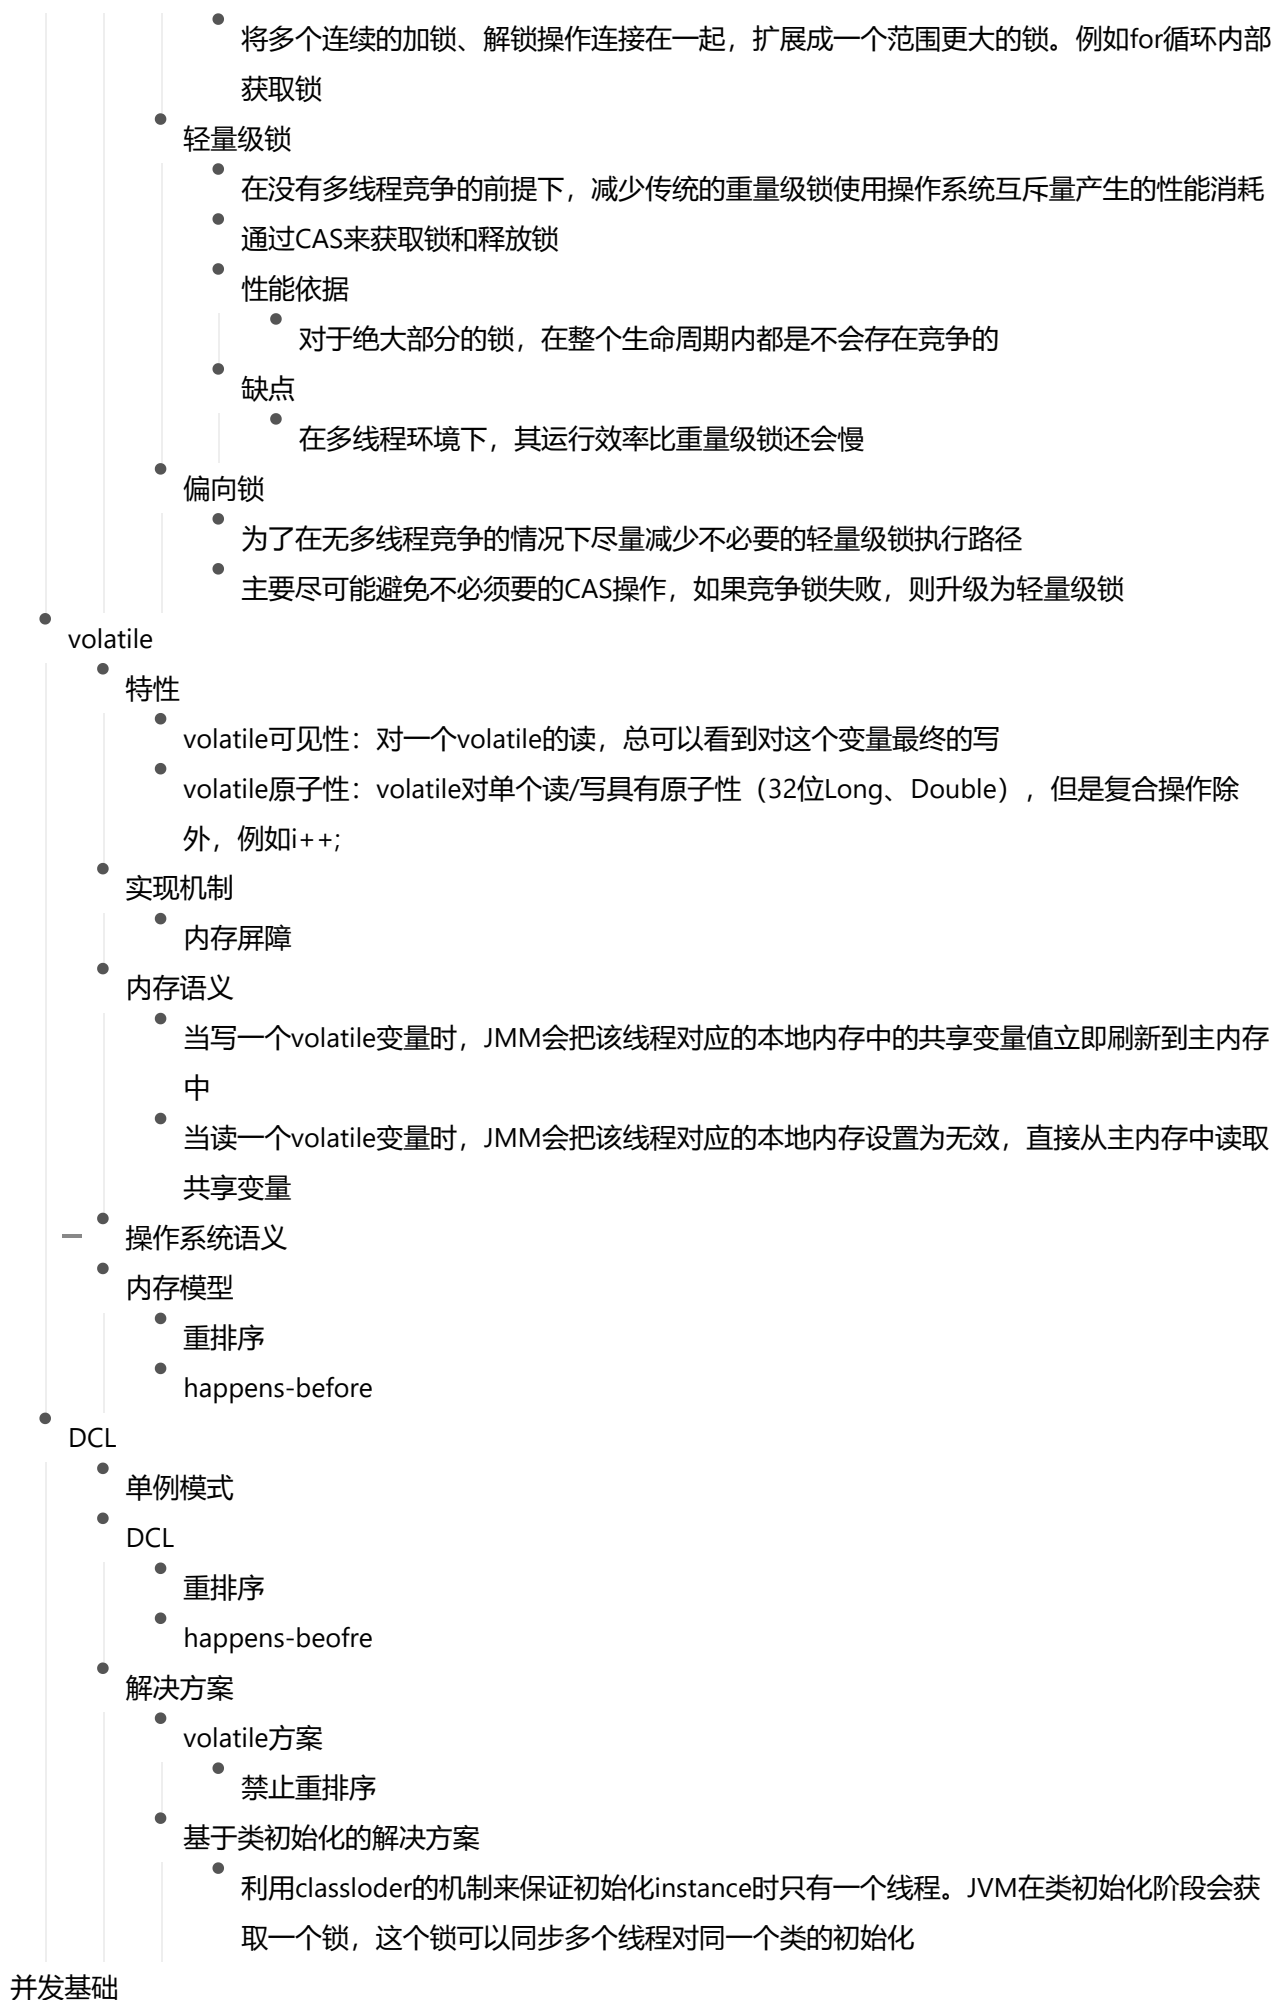 将多个连续的加锁、解锁操作连接在一起，扩展成一个范围更大的锁。例如for循环内部
获取锁
轻量级锁
在没有多线程竞争的前提下，减少传统的重量级锁使用操作系统互斥量产生的性能消耗
通过CAS来获取锁和释放锁
性能依据
对于绝大部分的锁，在整个生命周期内都是不会存在竞争的
缺点
在多线程环境下，其运行效率比重量级锁还会慢
偏向锁
为了在无多线程竞争的情况下尽量减少不必要的轻量级锁执行路径
主要尽可能避免不必须要的CAS操作，如果竞争锁失败，则升级为轻量级锁
volatile
特性
volatile可见性：对一个volatile的读，总可以看到对这个变量最终的写
volatile原子性：volatile对单个读/写具有原子性（32位Long、Double），但是复合操作除
外，例如i++;
实现机制
内存屏障
内存语义
当写一个volatile变量时，JMM会把该线程对应的本地内存中的共享变量值立即刷新到主内存
中
当读一个volatile变量时，JMM会把该线程对应的本地内存设置为无效，直接从主内存中读取
共享变量
操作系统语义
内存模型
重排序
happens-before
DCL
单例模式
DCL
重排序
happens-beofre
解决方案
volatile方案
禁止重排序
基于类初始化的解决方案
利用classloder的机制来保证初始化instance时只有一个线程。JVM在类初始化阶段会获
取一个锁，这个锁可以同步多个线程对同一个类的初始化
并发基础